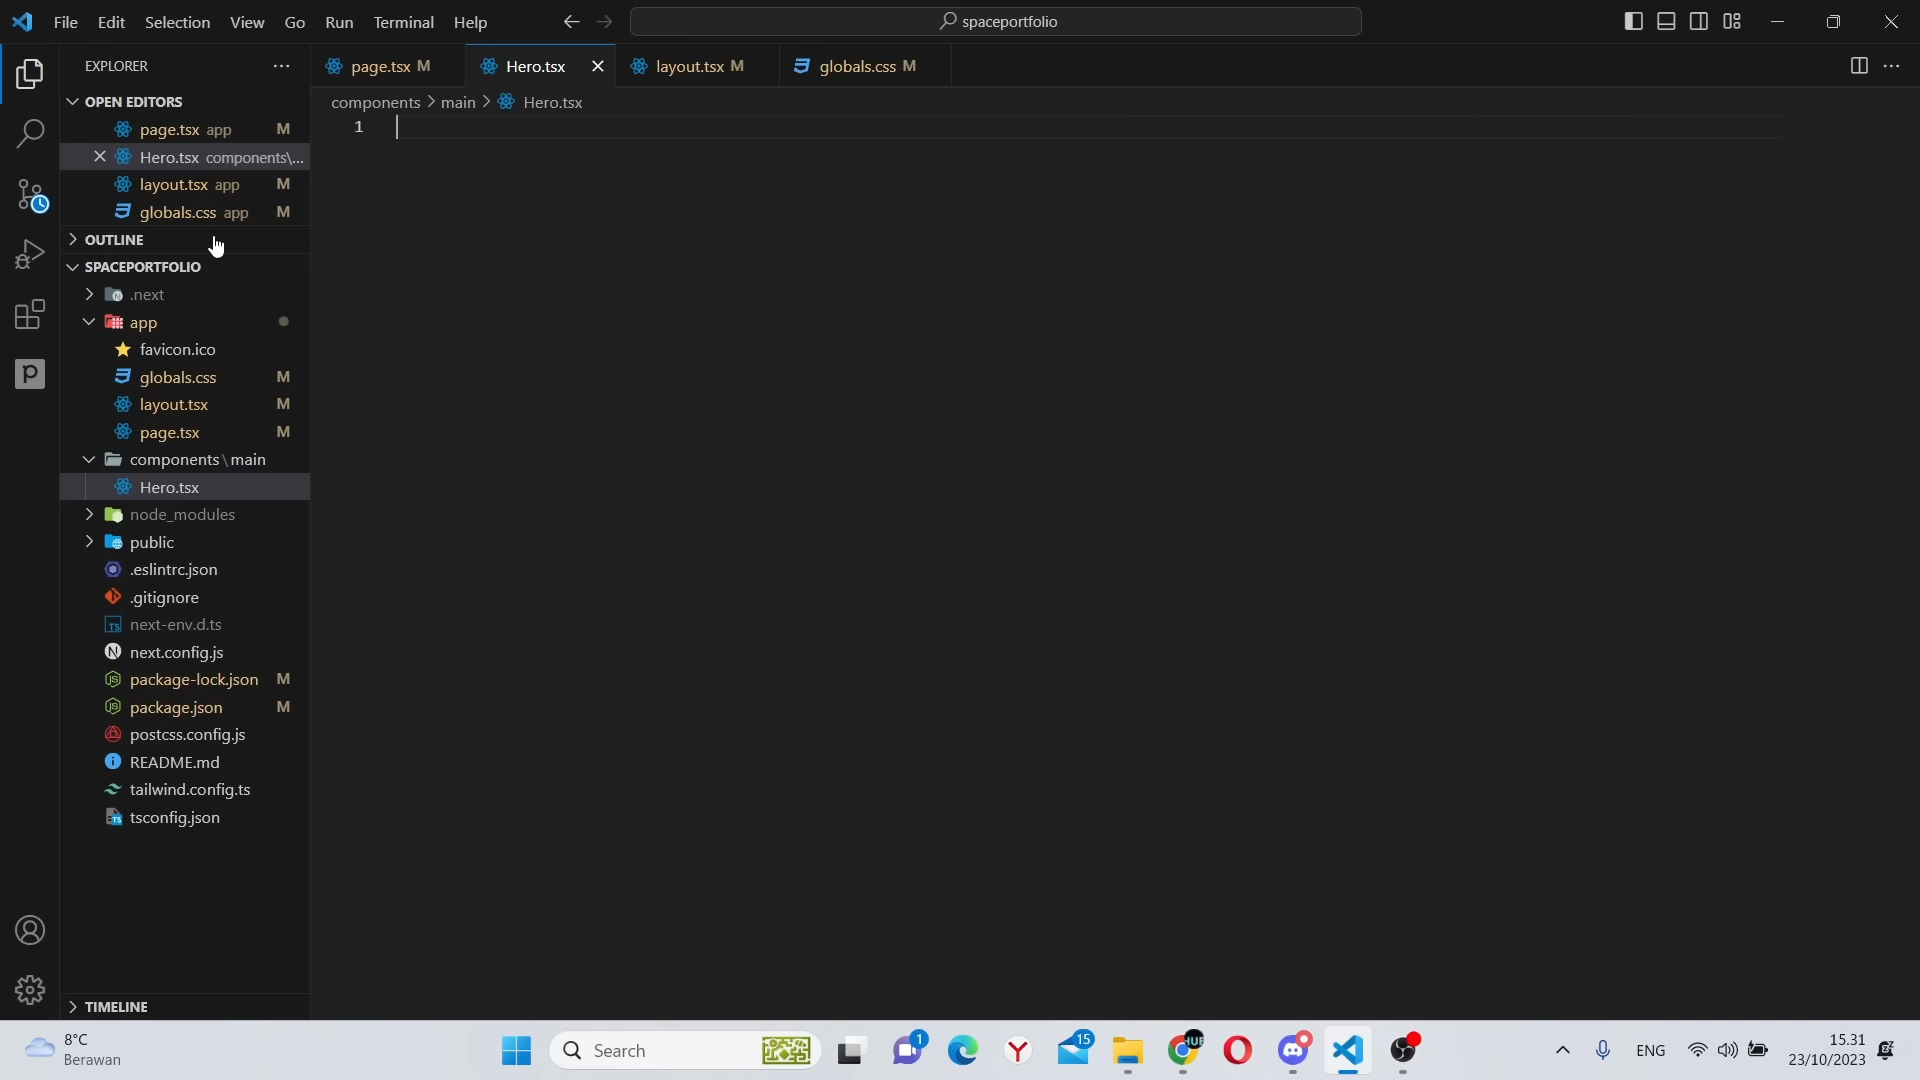 File Edit Selection View Go Run Terminal Help
spaceportfolio
EXPLORER
page.tsx M
Hero.tsx
layout.tsx M
globals.css M
OPEN EDITORS
components > main > Hero.tsx
1
page.tsx app M
Hero.tsx components\...
layout.tsx app M
globals.css app M
OUTLINE
SPACEPORTFOLIO
.next
app
favicon.ico
globals.css M
layout.tsx M
page.tsx M
components \ main
Hero.tsx
node_modules
public
.eslintrc.json
.gitignore
next-env.d.ts
next.config.js
package-lock.json M
package.json M
postcss.config.js
README.md
tailwind.config.ts
tsconfig.json
TIMELINE
8°C
Berawan
Search
1
15
HUB
ENG
15.31
23/10/2023